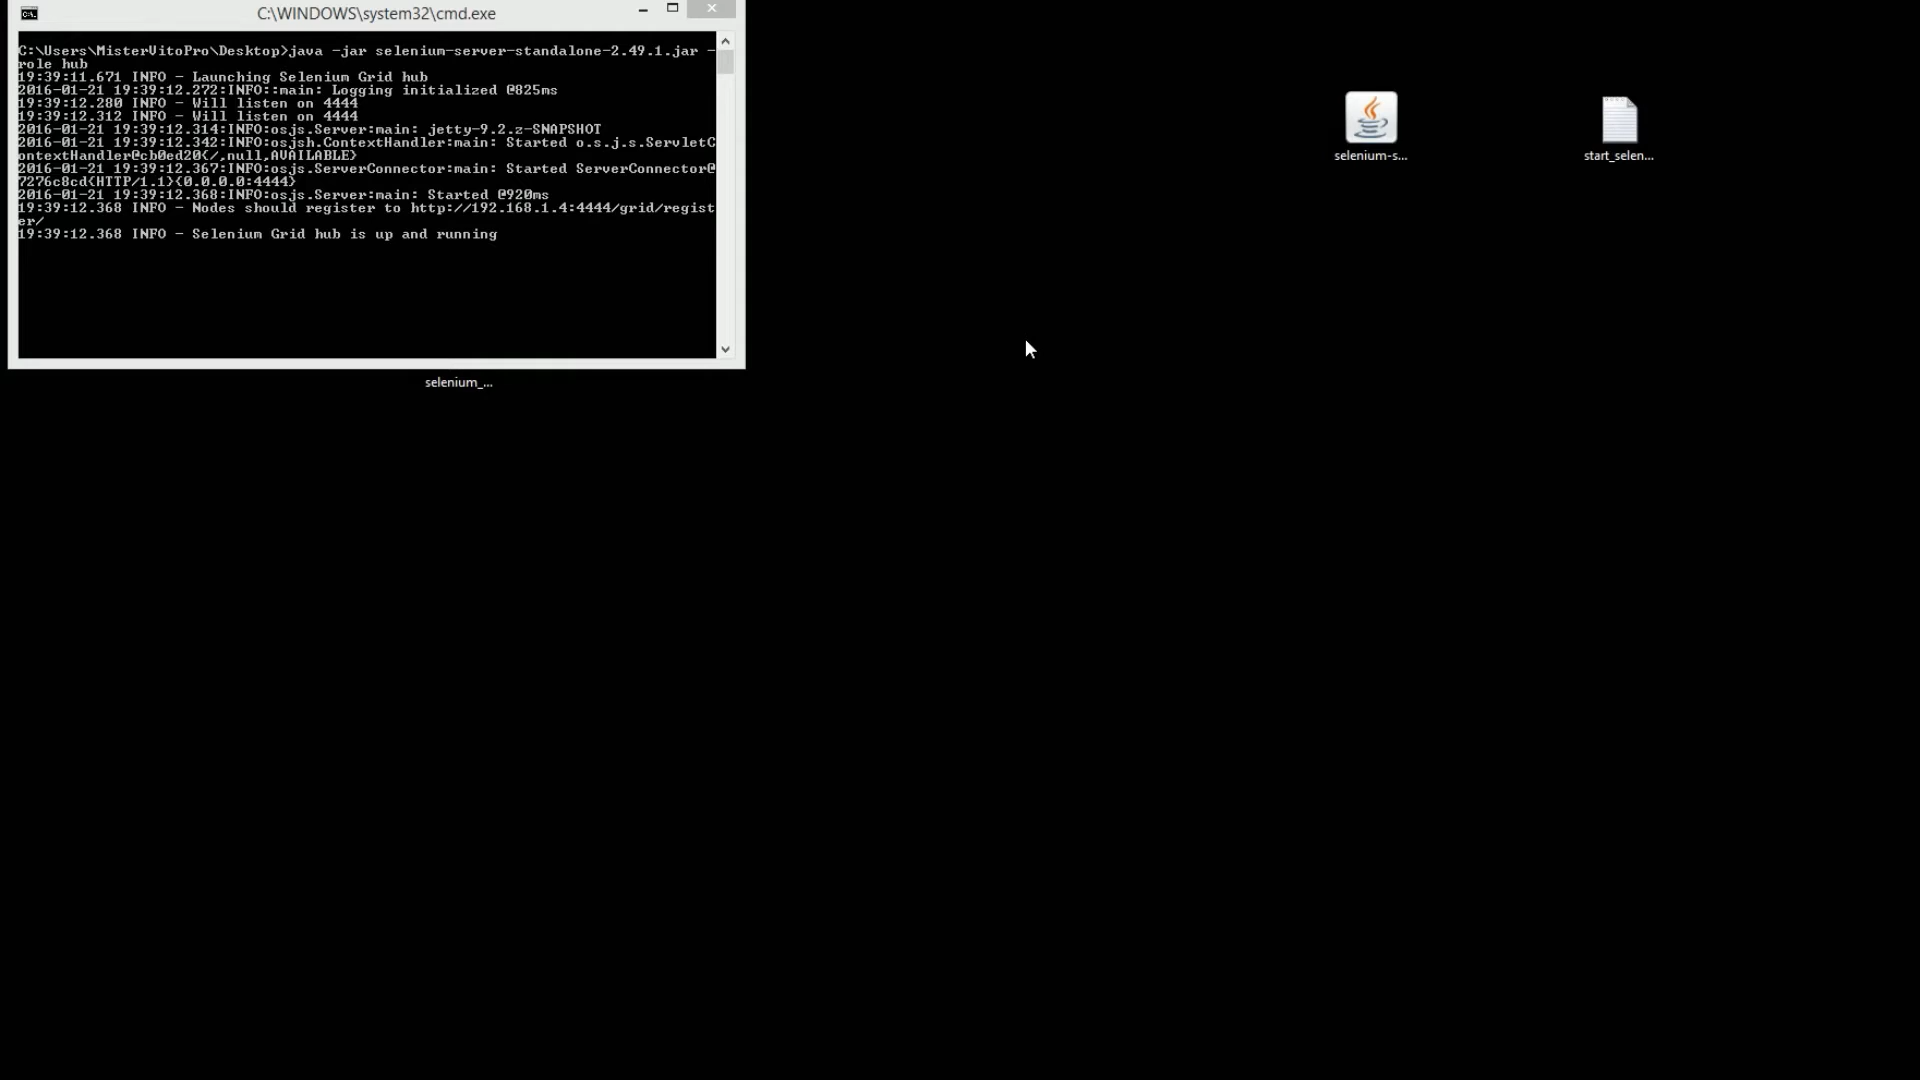 C:\WINDOWS\system32\cmd.exe
C:\Users\MisterVitoPro\Desktop>java -jar selenium-server-standalone-2.49.1.jar -
role hub
19:39:11.671 INFO - Launching Selenium Grid hub
2016-01-21 19:39:12.272:INFO::main: Logging initialized @825ms
19:39:12.280 INFO - Will listen on 4444
19:39:12.312 INFO - Will listen on 4444
2016-01-21 19:39:12.314:INFO:osjs.Server:main: jetty-9.2.z-SNAPSHOT
2016-01-21 19:39:12.342:INFO:osjsh.ContextHandler:main: Started o.s.j.s.ServletC
ontextHandler@cb0ed20{/,null,AVAILABLE}
2016-01-21 19:39:12.367:INFO:osjs.ServerConnector:main: Started ServerConnector@
7276c8cd{HTTP/1.1}{0.0.0.0:4444}
2016-01-21 19:39:12.368:INFO:osjs.Server:main: Started @920ms
19:39:12.368 INFO - Nodes should register to http://192.168.1.4:4444/grid/regist
er/
19:39:12.368 INFO - Selenium Grid hub is up and running
selenium-s...
start_selen...
selenium_...